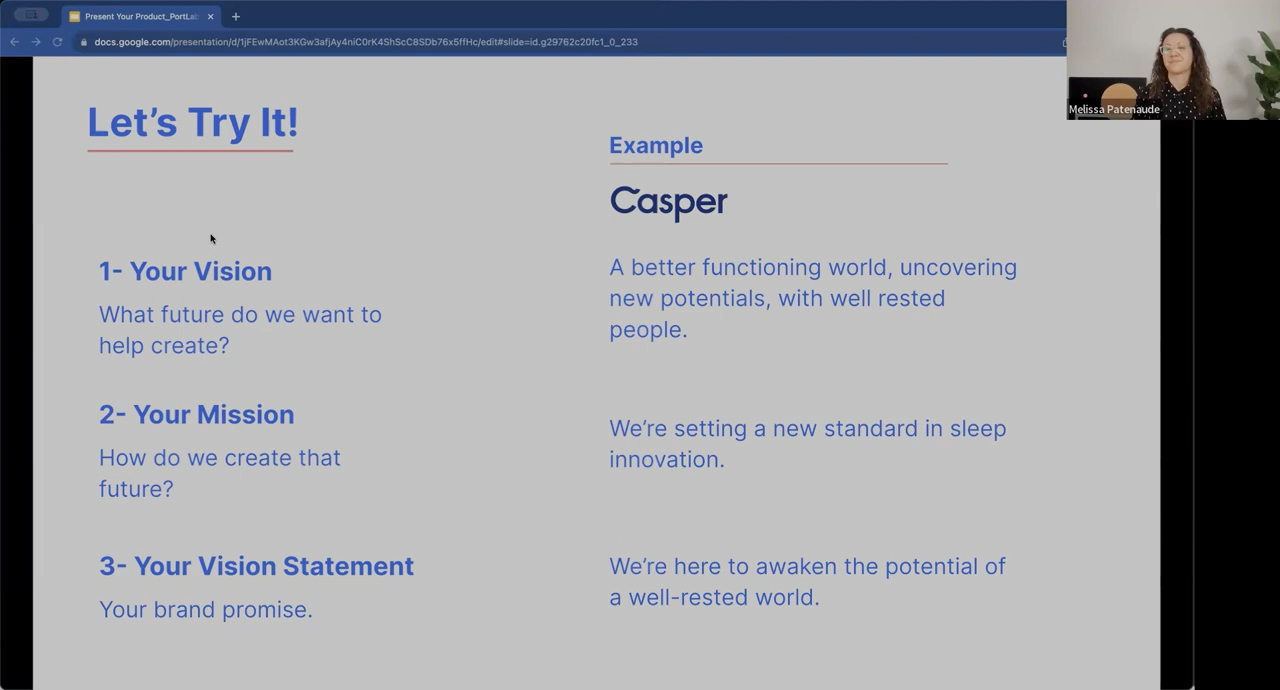 Present Your Product_PortLa
docs.google.com/presentation/d/1jFEwMAot3KGw3afjAy4niC0rK4ShScC8SDb76x5ffHc/edit#slide=id.g29762c20fc1_0_233
Melissa Patenaude
Let's Try It!
Example
Casper
1- Your Vision
What future do we want to
help create?
A better functioning world, uncovering
new potentials, with well rested
people.
2- Your Mission
How do we create that
future?
We're setting a new standard in sleep
innovation.
3- Your Vision Statement
Your brand promise.
We're here to awaken the potential of
a well-rested world.